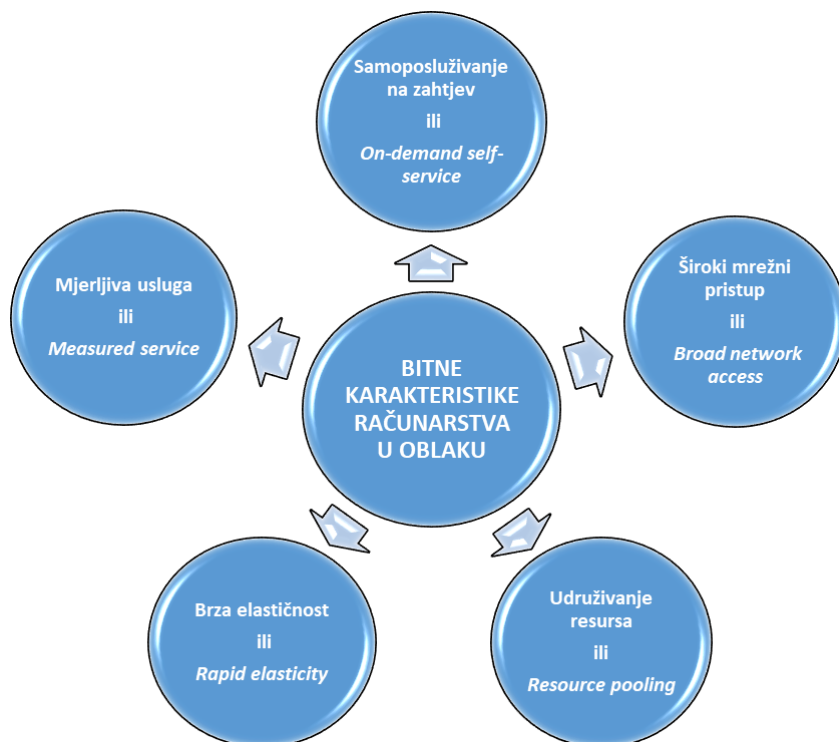 Samoposluživanje
na zahtjev
ili
On-demand self-
service
Mjerljiva usluga
ili
Measured service
Široki mrežni
pristup
ili
Broad network
access
BITNE
KARAKTERISTIKE
RAČUNARSTVA
U OBLAKU
Brza elastičnost
ili
Rapid elasticity
Udruživanje
resursa
ili
Resource pooling